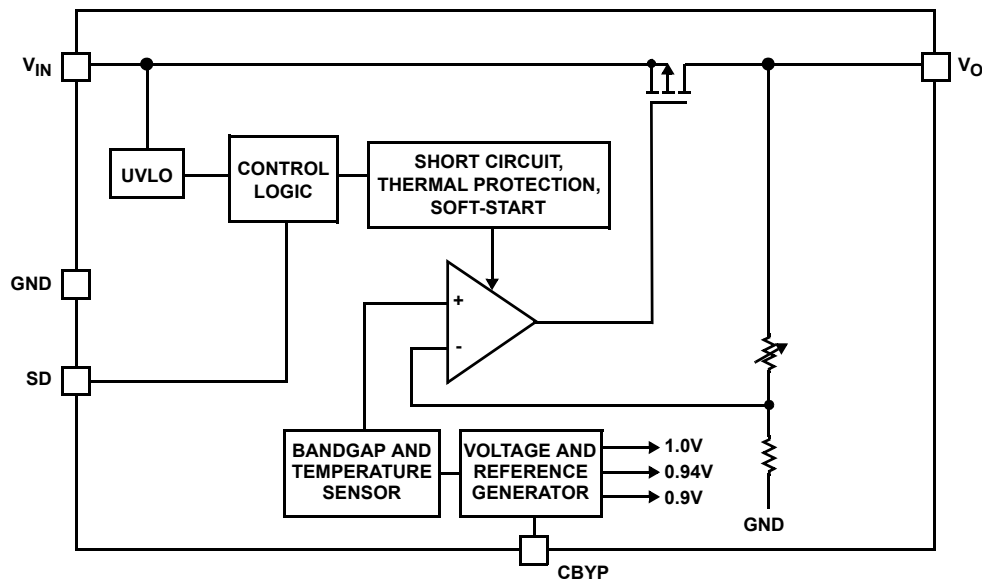 VIN
VO
UVLO
CONTROL
LOGIC
SHORT CIRCUIT,
THERMAL PROTECTION,
SOFT-START
GND
+
-
SD
BANDGAP AND
TEMPERATURE
SENSOR
VOLTAGE AND
REFERENCE
GENERATOR
1.0V
0.94V
0.9V
GND
CBYP